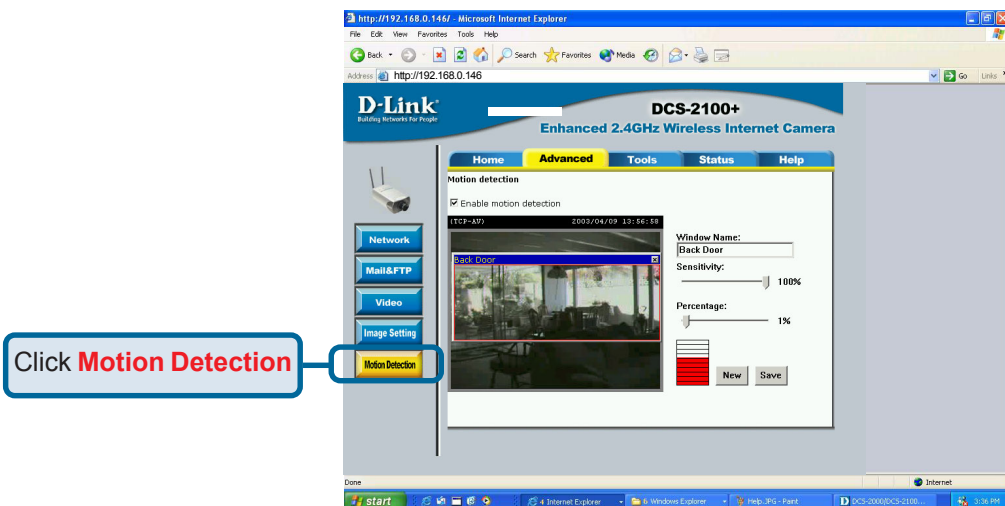 http://192.168.0.146/ - Microsoft Internet Explorer
File Edit View Favorites Tools Help
Back Search Favorites Media
Address http://192.168.0.146 Go Links
D-Link
Building Networks for People
DCS-2100+
Enhanced 2.4GHz Wireless Internet Camera
Home Advanced Tools Status Help
Motion detection
Enable motion detection
(TCP-AV) 2003/04/09 13:56:58
Network
Window Name:
Back Door
Back Door
Mail&FTP
Sensitivity:
100%
Video
Percentage:
1%
Image Setting
Click Motion Detection
Motion Detection
New Save
Done Internet
start 4 Internet Explorer 6 Windows Explorer Help.JPG - Paint DCS-2000/DCS-2100... 3:36 PM